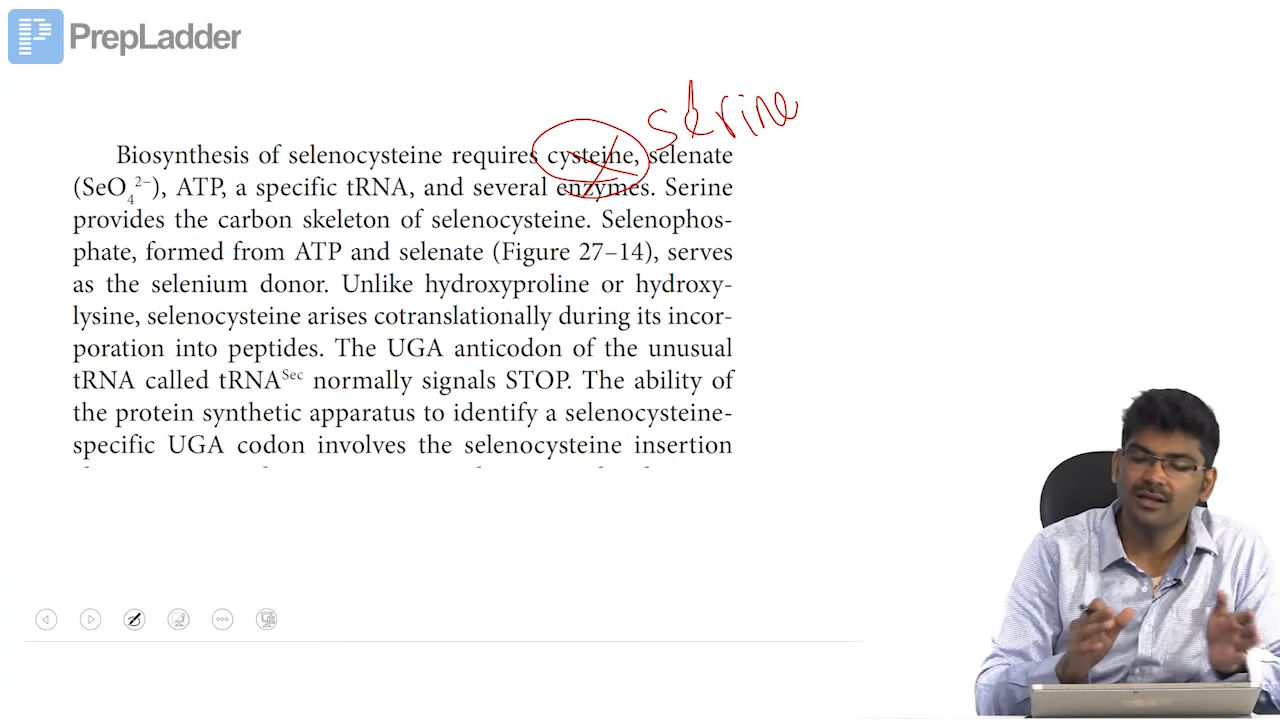 PrepLadder
serine
Biosynthesis of selenocysteine requires cysteine, selenate
(SeO₄²⁻), ATP, a specific tRNA, and several enzymes. Serine
provides the carbon skeleton of selenocysteine. Selenophos-
phate, formed from ATP and selenate (Figure 27–14), serves
as the selenium donor. Unlike hydroxyproline or hydroxy-
lysine, selenocysteine arises cotranslationally during its incor-
poration into peptides. The UGA anticodon of the unusual
tRNA called tRNASec normally signals STOP. The ability of
the protein synthetic apparatus to identify a selenocysteine-
specific UGA codon involves the selenocysteine insertion